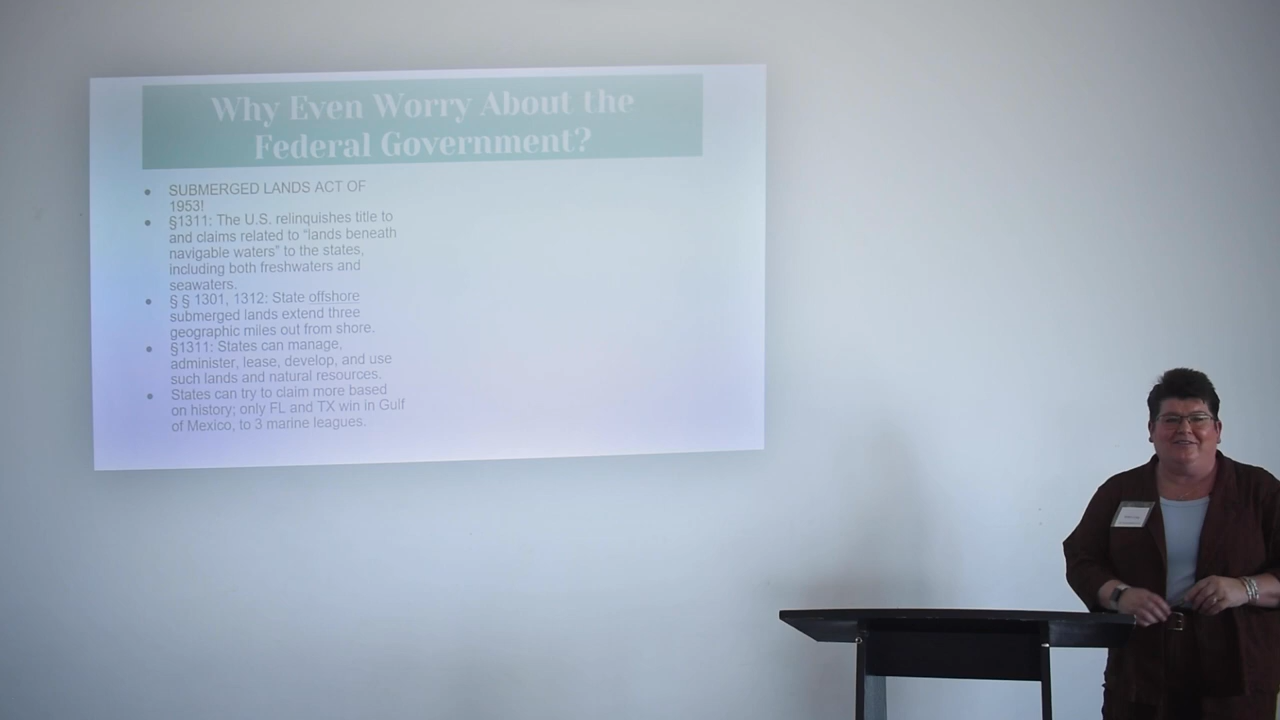 Why Even Worry About the
Federal Government?
● SUBMERGED LANDS ACT OF
1953!
● §1311: The U.S. relinquishes title to
and claims related to "lands beneath
navigable waters" to the states,
including both freshwaters and
seawaters.
● § § 1301, 1312: State offshore
submerged lands extend three
geographic miles out from shore.
● §1311: States can manage,
administer, lease, develop, and use
such lands and natural resources.
● States can try to claim more based
on history; only FL and TX win in Gulf
of Mexico, to 3 marine leagues.